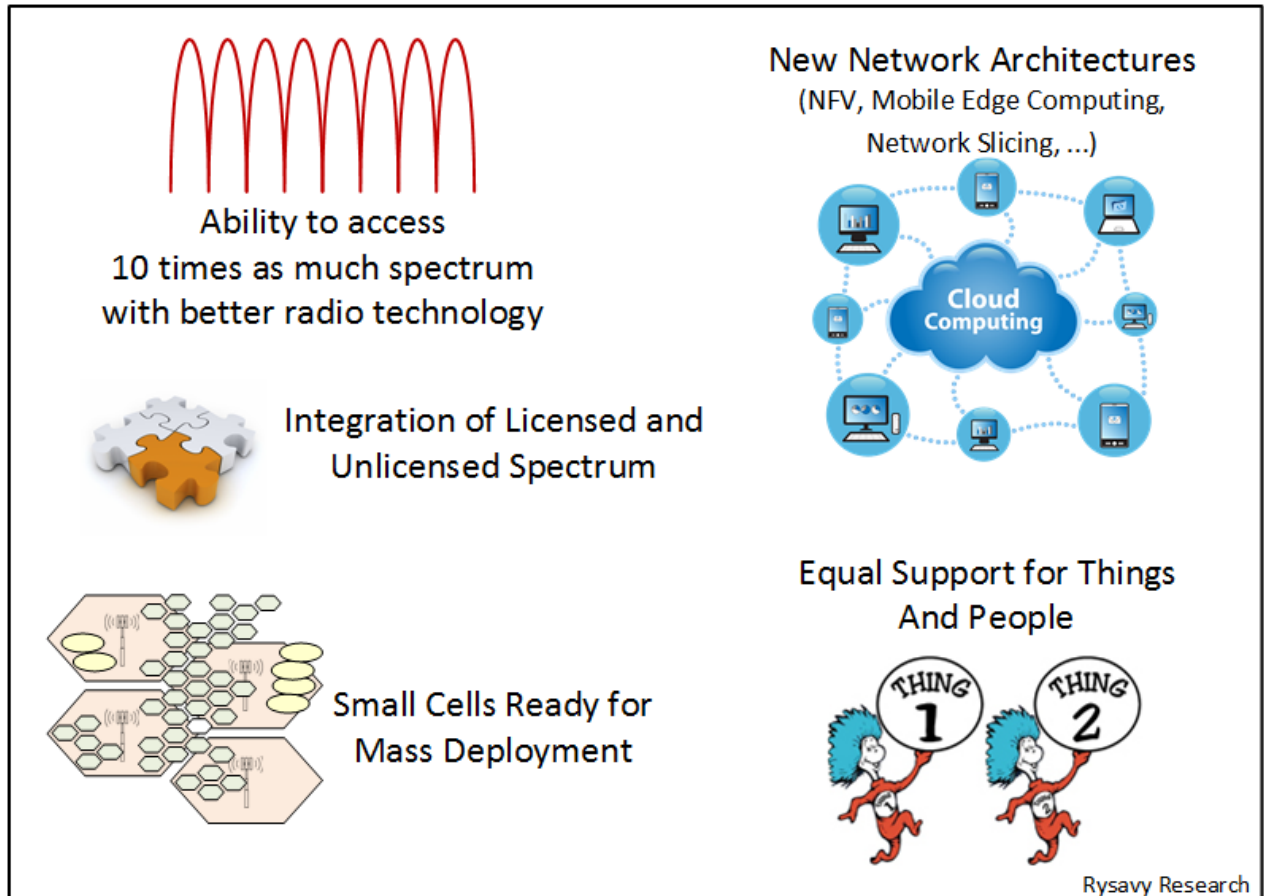 Ability to access
10 times as much spectrum
with better radio technology
Integration of Licensed and
Unlicensed Spectrum
Small Cells Ready for
Mass Deployment
New Network Architectures
(NFV, Mobile Edge Computing,
Network Slicing, ...)
Cloud
Computing
Equal Support for Things
And People
THING
1
THING
2
Rysavy Research